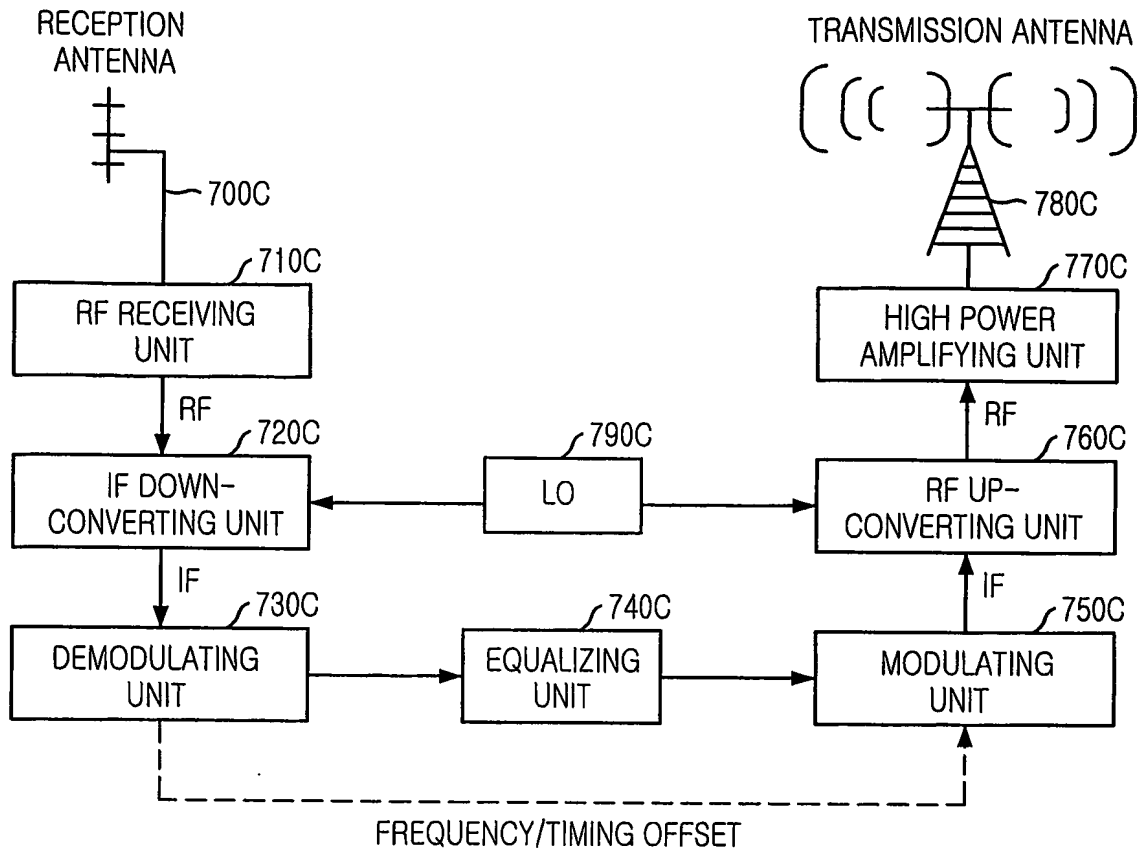 RECEPTION
ANTENNA
TRANSMISSION ANTENNA
700C
780C
710C
RF RECEIVING
UNIT
770C
HIGH POWER
AMPLIFYING UNIT
RF
RF
720C
IF DOWN-
CONVERTING UNIT
790C
LO
760C
RF UP-
CONVERTING UNIT
IF
IF
730C
DEMODULATING
UNIT
740C
EQUALIZING
UNIT
750C
MODULATING
UNIT
FREQUENCY/TIMING OFFSET